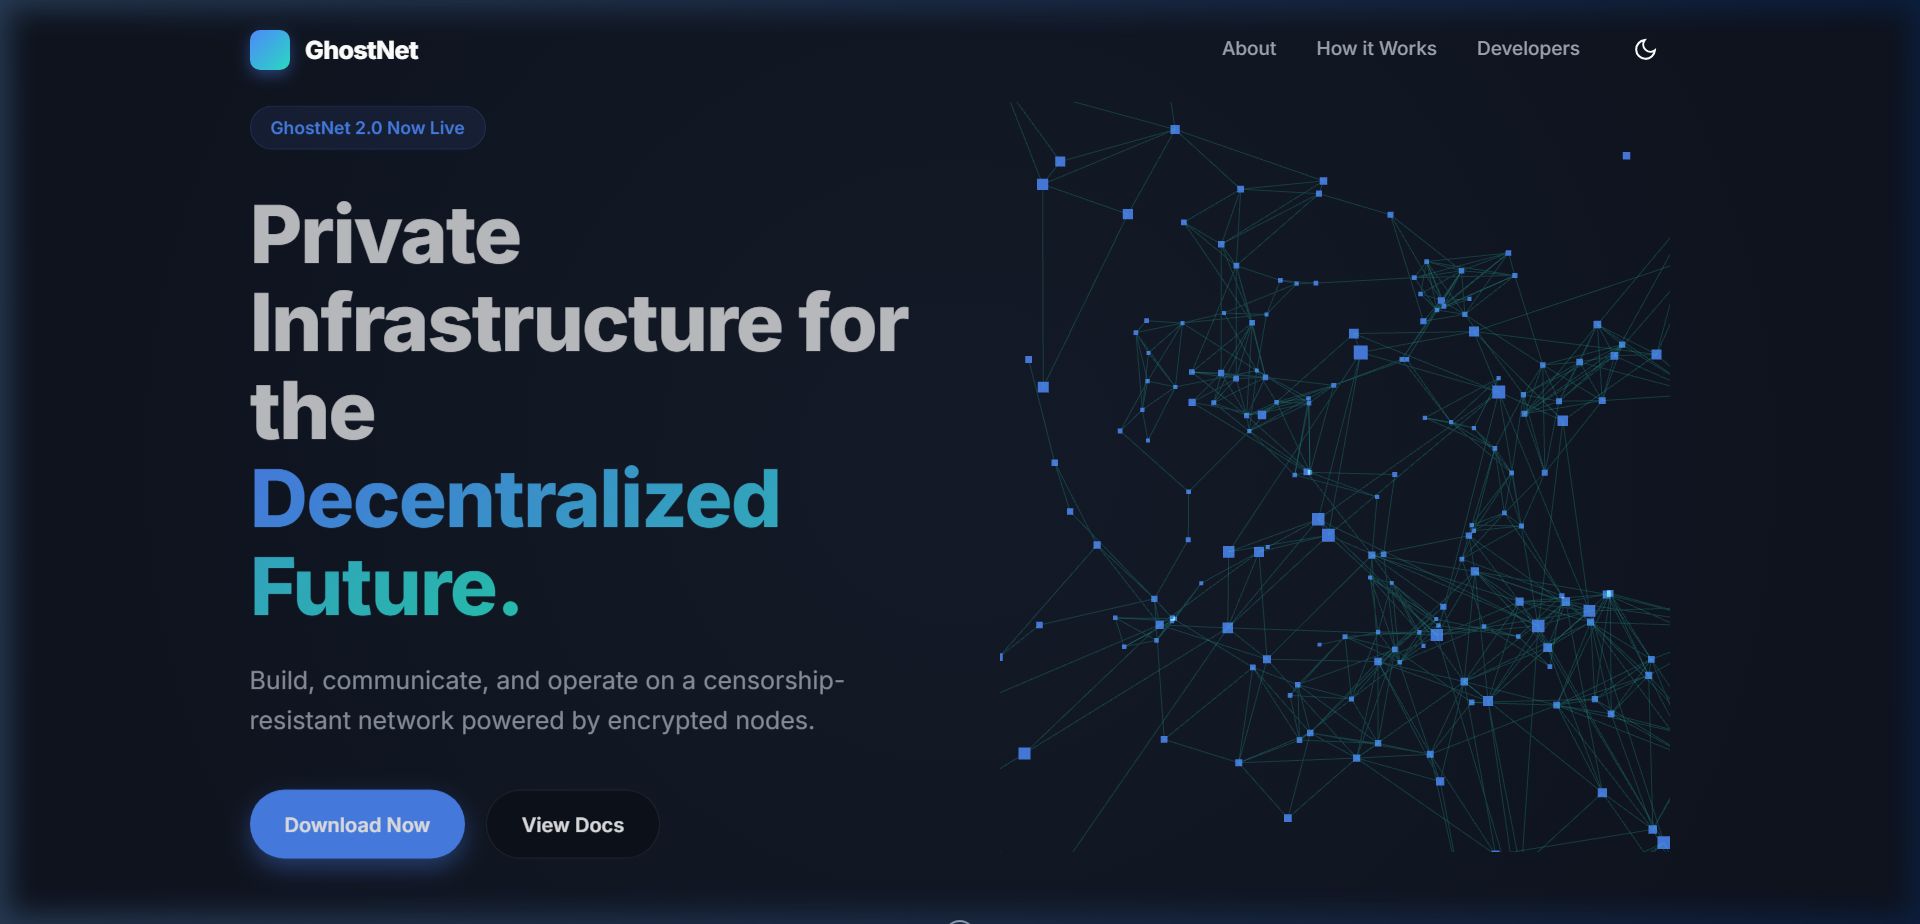 GhostNet
About
How it Works
Developers
GhostNet 2.0 Now Live
Private
Infrastructure for
the
Decentralized
Future.
Build, communicate, and operate on a censorship-
resistant network powered by encrypted nodes.
Download Now
View Docs